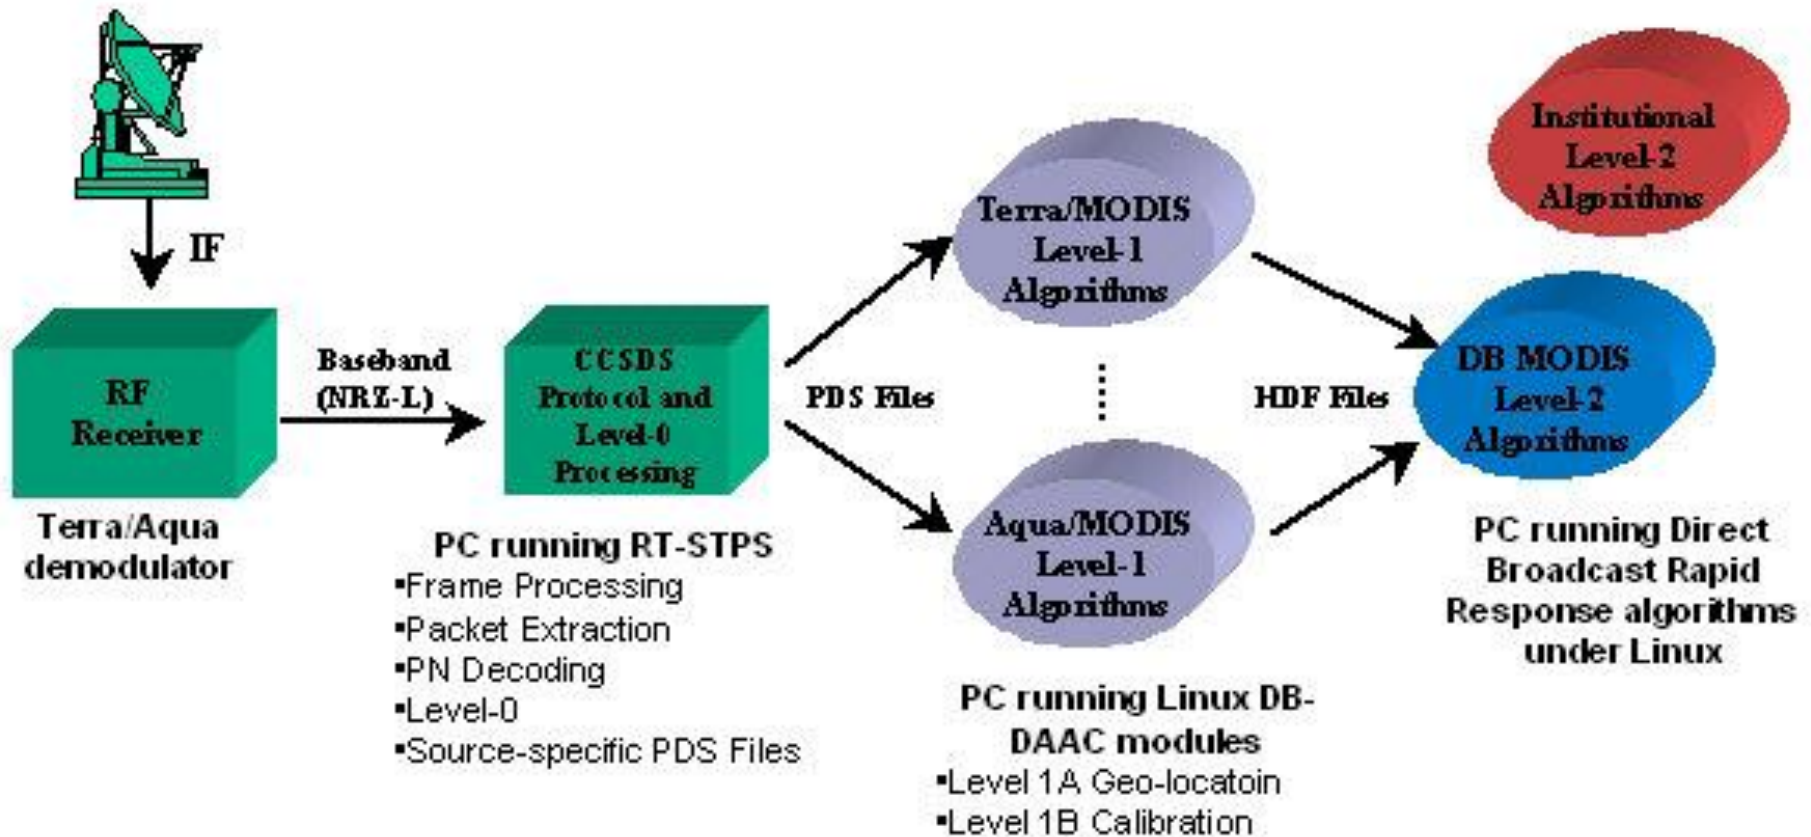 IF
RF
Receiver
Terra/Aqua
demodulator
Baseband
(NRZ-L)
CCSDS
Protocol and
Level-0
Processing
PC running RT-STPS
▪Frame Processing
▪Packet Extraction
▪PN Decoding
▪Level-0
▪Source-specific PDS Files
PDS Files
Terra/MODIS
Level-1
Algorithms
Aqua/MODIS
Level-1
Algorithms
PC running Linux DB-
DAAC modules
▪Level 1A Geo-locatoin
▪Level 1B Calibration
HDF Files
Institutional
Level-2
Algorithms
DB MODIS
Level-2
Algorithms
PC running Direct
Broadcast Rapid
Response algorithms
under Linux